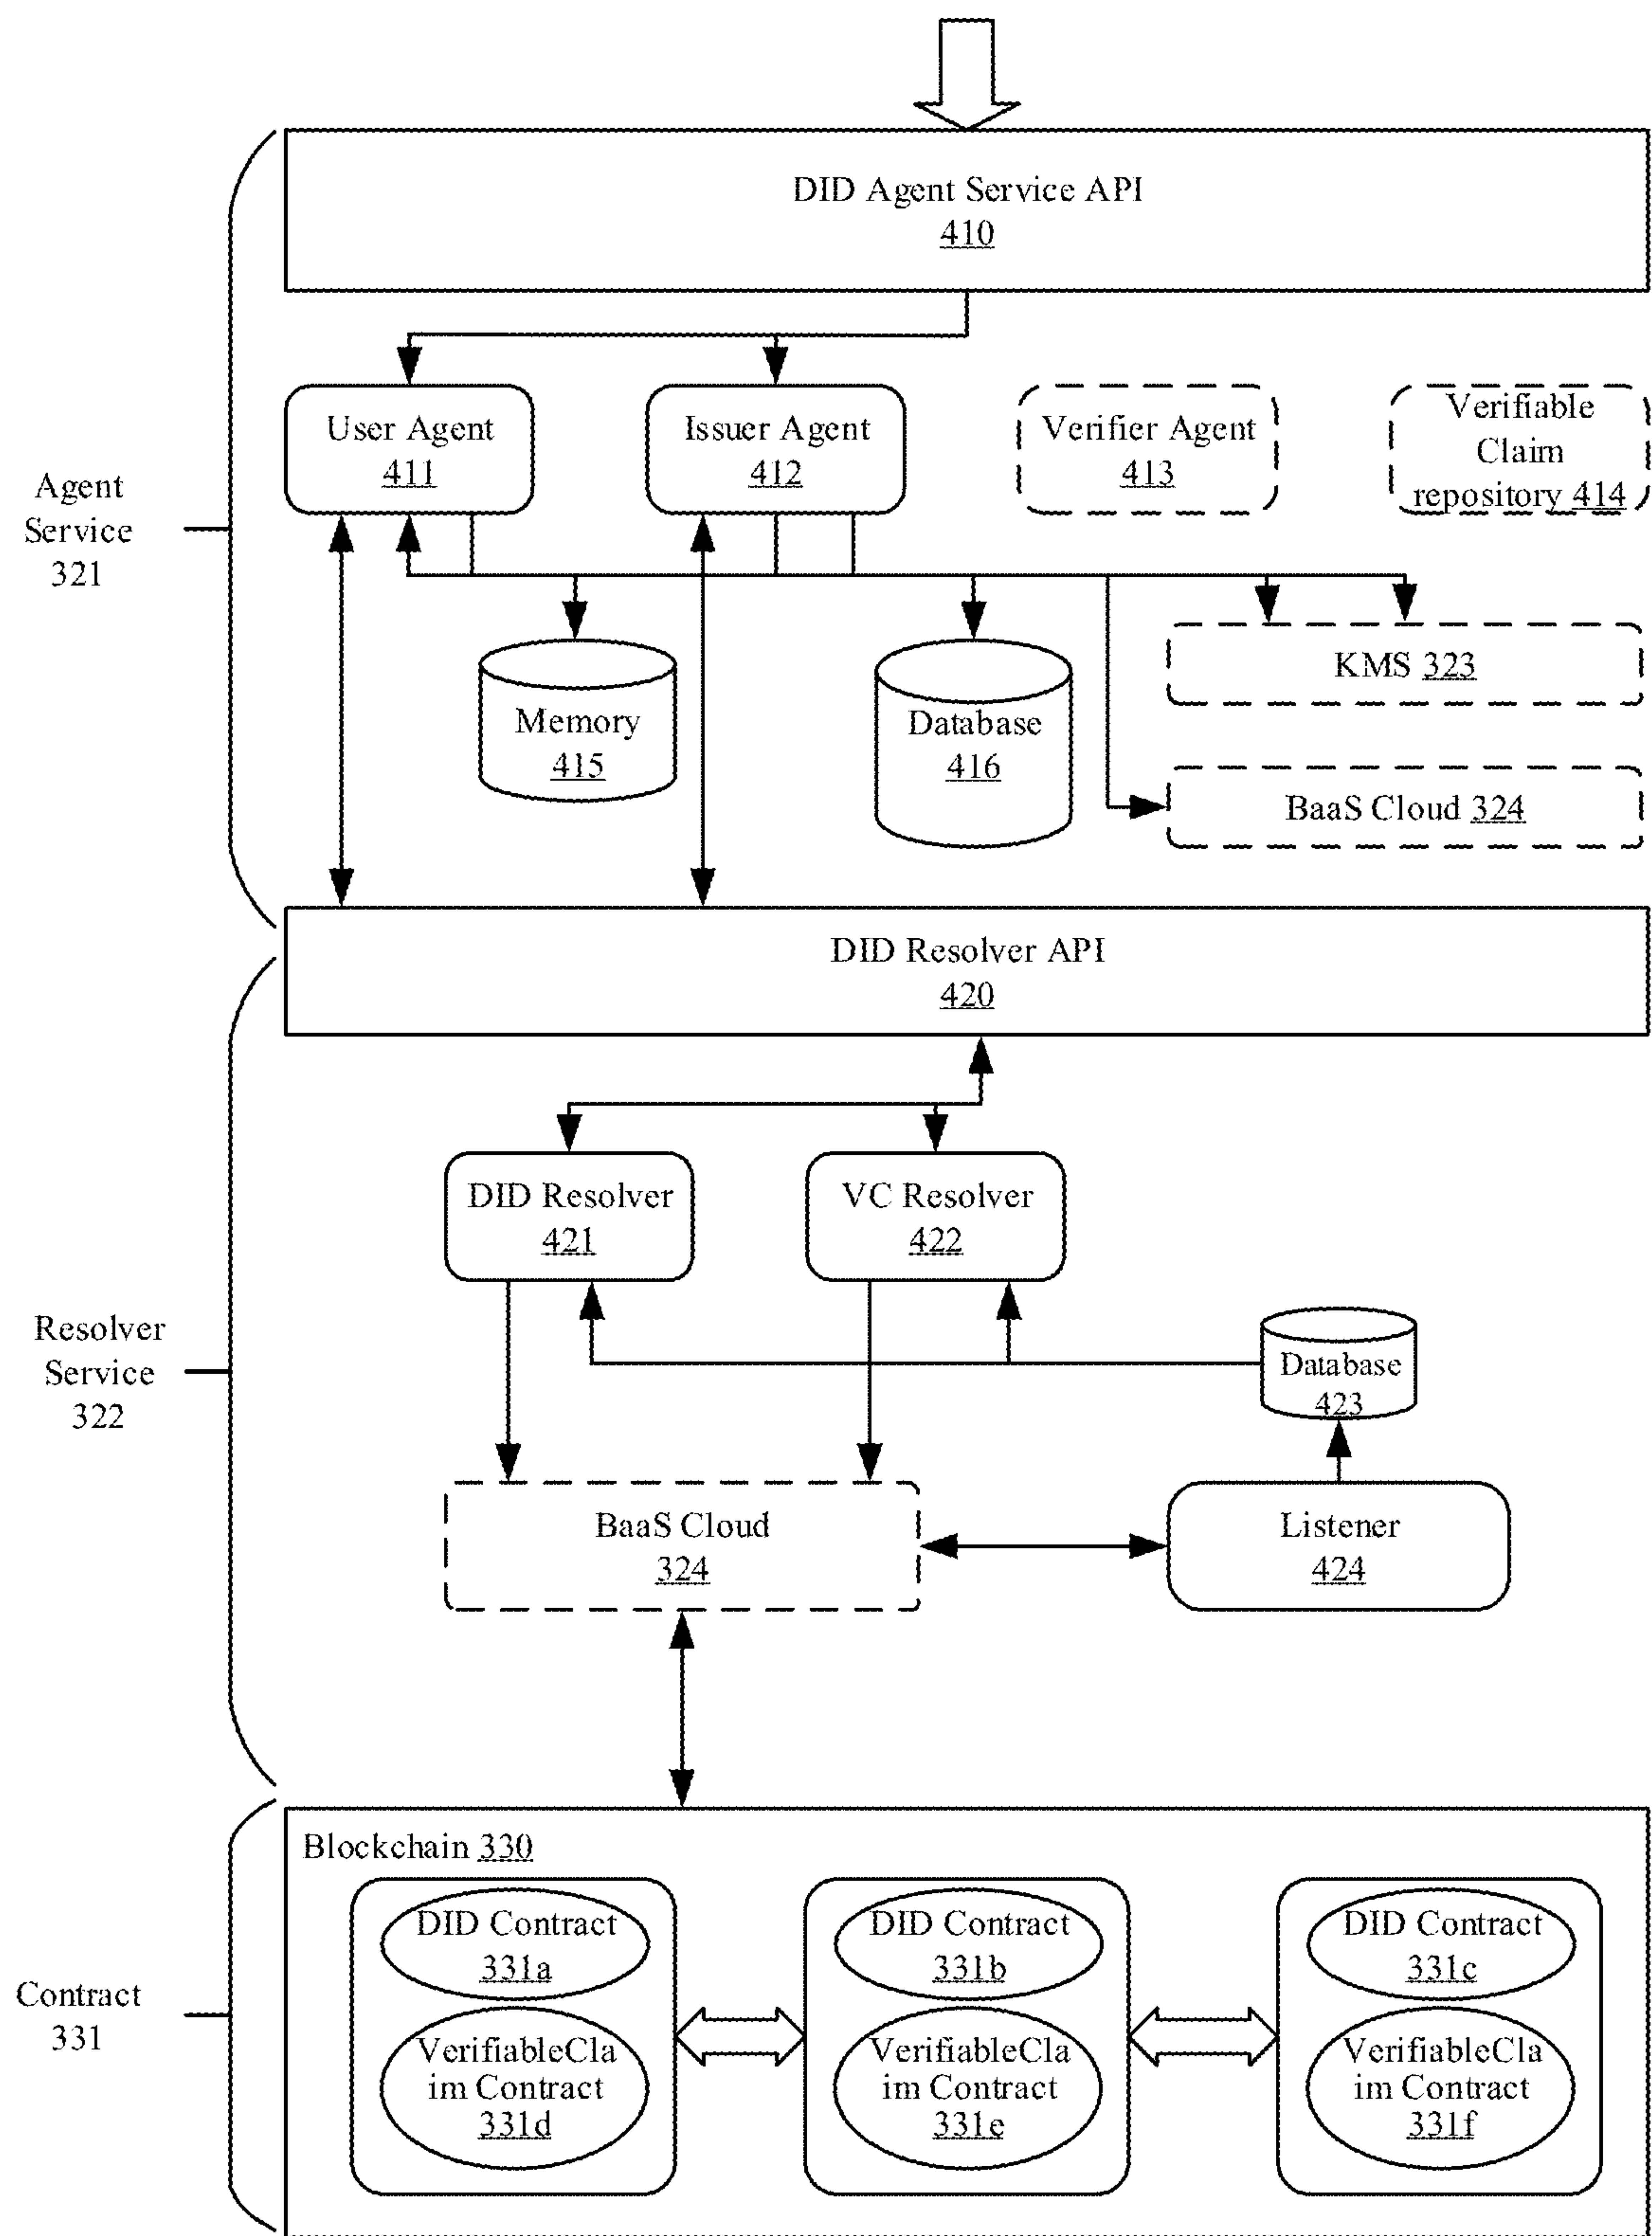 DID Agent Service API
410
User Agent
411
Issuer Agent
412
Verifier Agent
413
Verifiable
Claim
repository 414
Agent
Service
321
KMS 323
Memory
415
Database
416
BaaS Cloud 324
DID Resolver API
420
DID Resolver
421
VC Resolver
422
Resolver
Service
322
Database
423
BaaS Cloud
324
Listener
424
Blockchain 330
DID Contract
331a
DID Contract
331b
DID Contract
331c
Contract
331
VerifiableCla
im Contract
331d
VerifiableCla
im Contract
331e
VerifiableCla
im Contract
331f